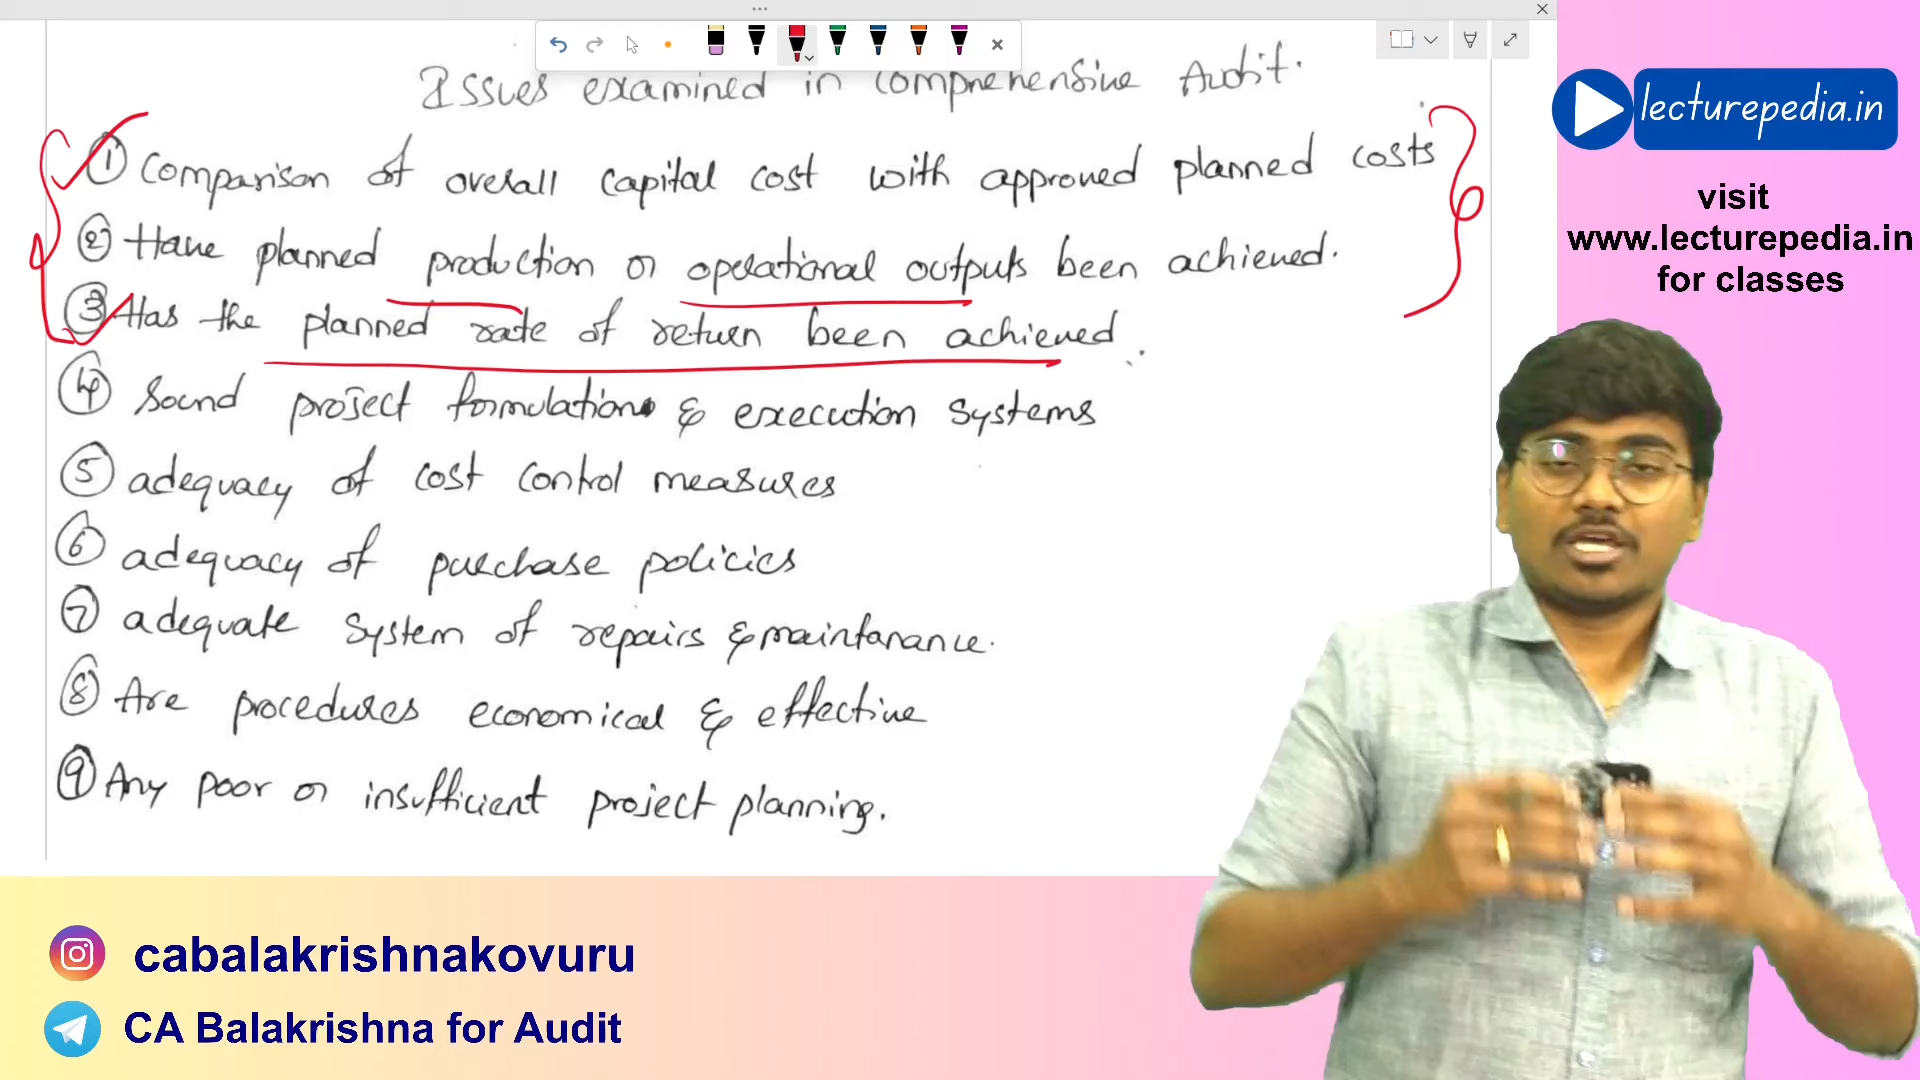 Issues examined in comprehensive Audit.
① comparison of overall capital cost with approved planned costs
② Have planned production or operational outputs been achieved.
③ Has the planned rate of return been achieved.
④ sound project formulation & execution systems
⑤ adequacy of cost control measures
⑥ adequacy of purchase policies
⑦ adequate system of repairs & maintanance.
⑧ Are procedures economical & effective
⑨ Any poor or insufficient project planning.
lecturepedia.in
visit
www.lecturepedia.in
for classes
cabalakrishnakovuru
CA Balakrishna for Audit